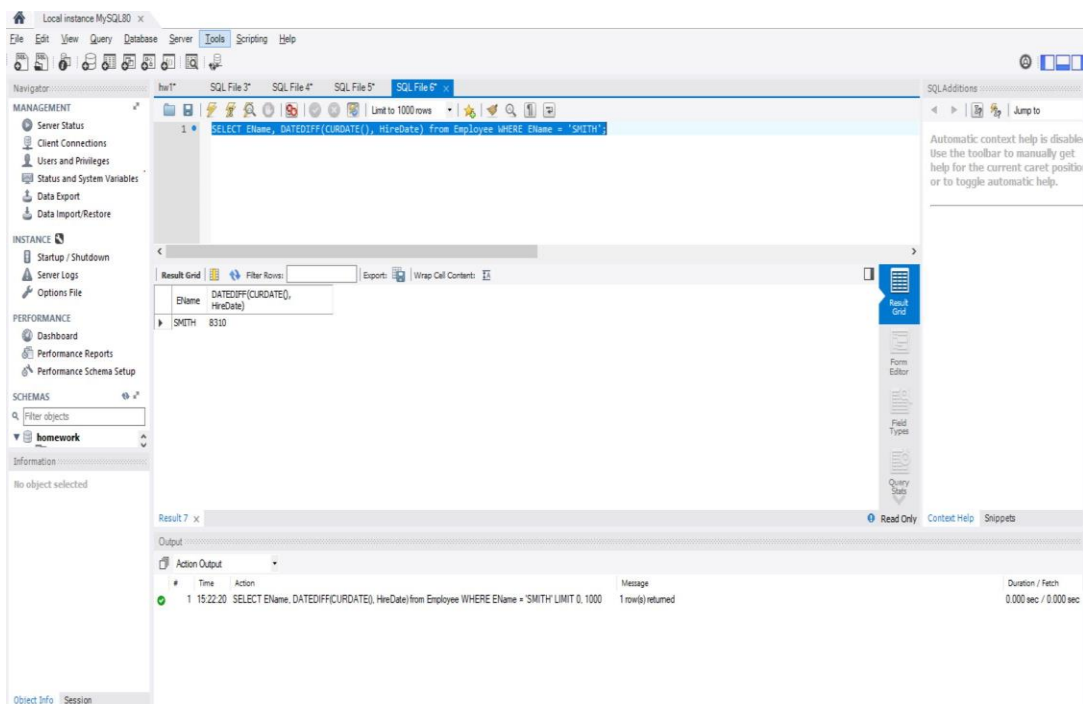 Local instance MySQL80 x
File Edit View Query Database Server Tools Scripting Help
Navigator
MANAGEMENT
Server Status
Client Connections
Users and Privileges
Status and System Variables
Data Export
Data Import/Restore
INSTANCE
Startup / Shutdown
Server Logs
Options File
PERFORMANCE
Dashboard
Performance Reports
Performance Schema Setup
SCHEMAS
Filter objects
homework
Information
No object selected
Object Info Session
hw1* SQL File 3* SQL File 4* SQL File 5* SQL File 6* x
Limit to 1000 rows
1 SELECT EName, DATEDIFF(CURDATE(), HireDate) from Employee WHERE EName = 'SMITH';
Result Grid Filter Rows: Export: Wrap Cell Content:
EName DATEDIFF(CURDATE(), HireDate)
SMITH 8310
Result Grid
Form Editor
Field Types
Query Stats
Result 7 x Read Only
Output
Action Output
# Time Action Message Duration / Fetch
1 15:22:20 SELECT EName, DATEDIFF(CURDATE(), HireDate) from Employee WHERE EName = 'SMITH' LIMIT 0, 1000 1 row(s) returned 0.000 sec / 0.000 sec
SQLAdditions
Jump to
Automatic context help is disable
Use the toolbar to manually get
help for the current caret positio
or to toggle automatic help.
Context Help Snippets